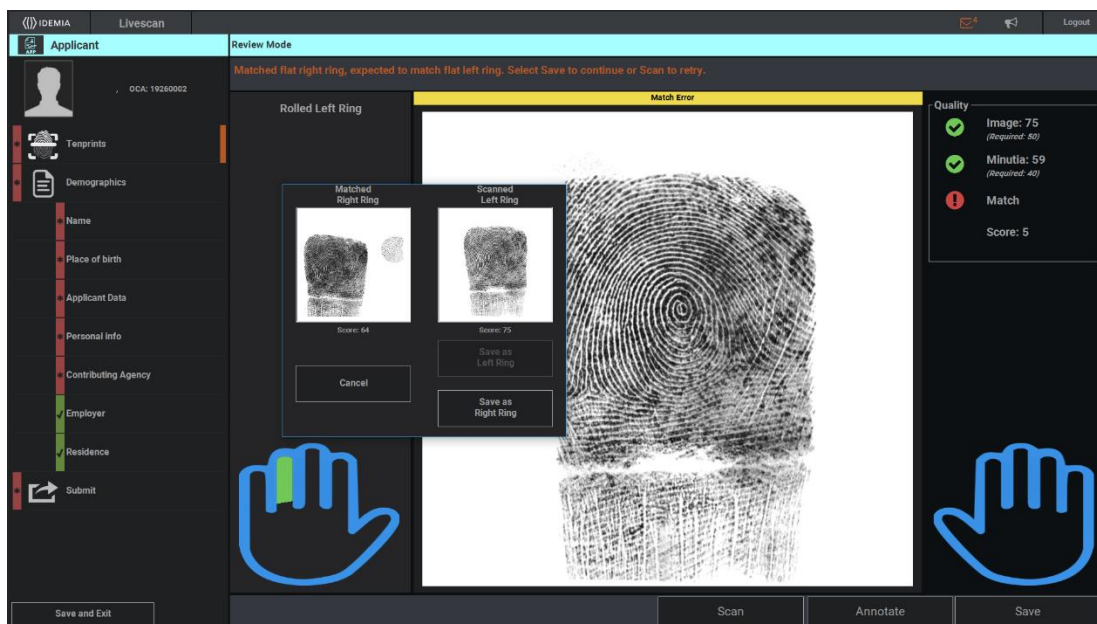 IDEMIA
Livescan
4
Logout
APP
Applicant
Review Mode
, OCA: 19260002
Matched flat right ring, expected to match flat left ring. Select Save to continue or Scan to retry.
Tenprints
Demographics
Name
Place of birth
Applicant Data
Personal info
Contributing Agency
Employer
Residence
Submit
Save and Exit
Rolled Left Ring
Match Error
Matched
Right Ring
Scanned
Left Ring
Score: 64
Score: 75
Save as
Left Ring
Cancel
Save as
Right Ring
Quality
Image: 75
(Required: 50)
Minutia: 59
(Required: 40)
Match
Score: 5
Scan
Annotate
Save